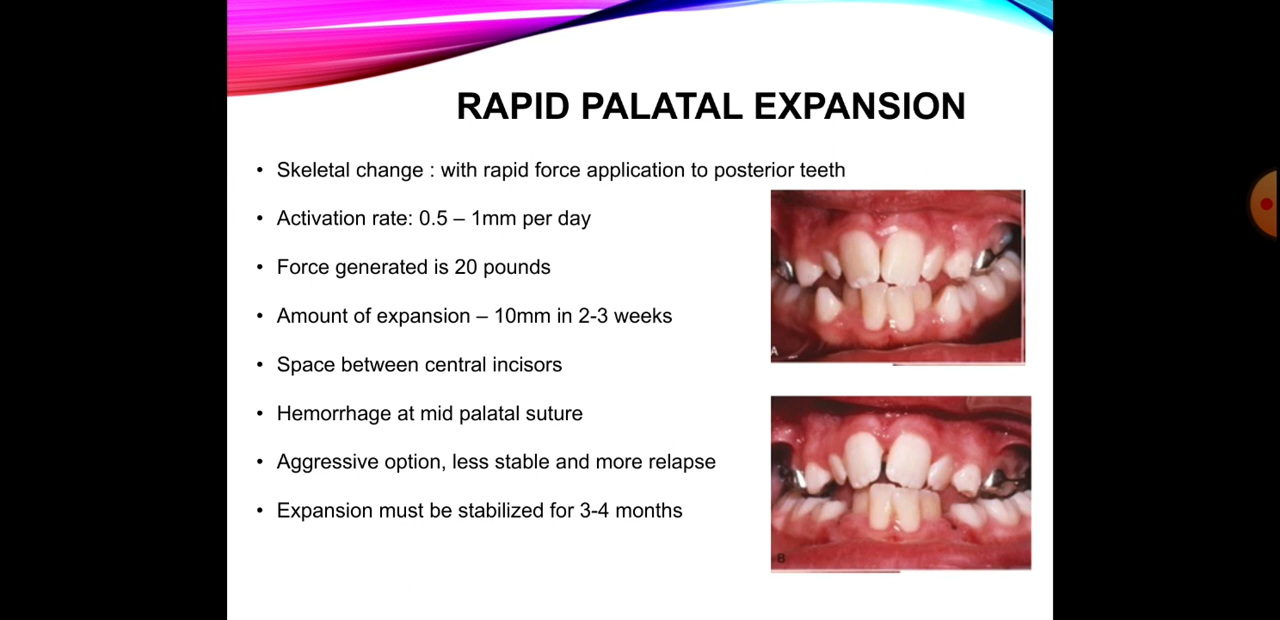 RAPID PALATAL EXPANSION
• Skeletal change : with rapid force application to posterior teeth
• Activation rate: 0.5 – 1mm per day
• Force generated is 20 pounds
• Amount of expansion – 10mm in 2-3 weeks
• Space between central incisors
• Hemorrhage at mid palatal suture
• Aggressive option, less stable and more relapse
• Expansion must be stabilized for 3-4 months
A
B